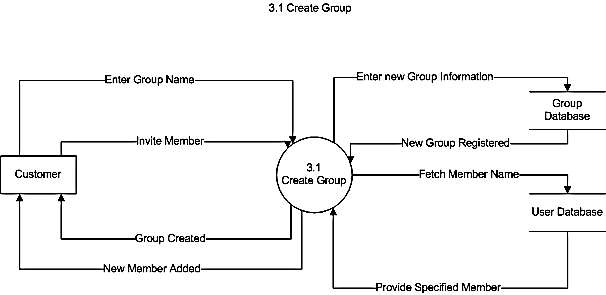 3.1 Create Group
Enter Group Name
Enter new Group Information
Group
Database
Invite Member
New Group Registered
Customer
3.1
Create Group
Fetch Member Name
User Database
Group Created
New Member Added
Provide Specified Member